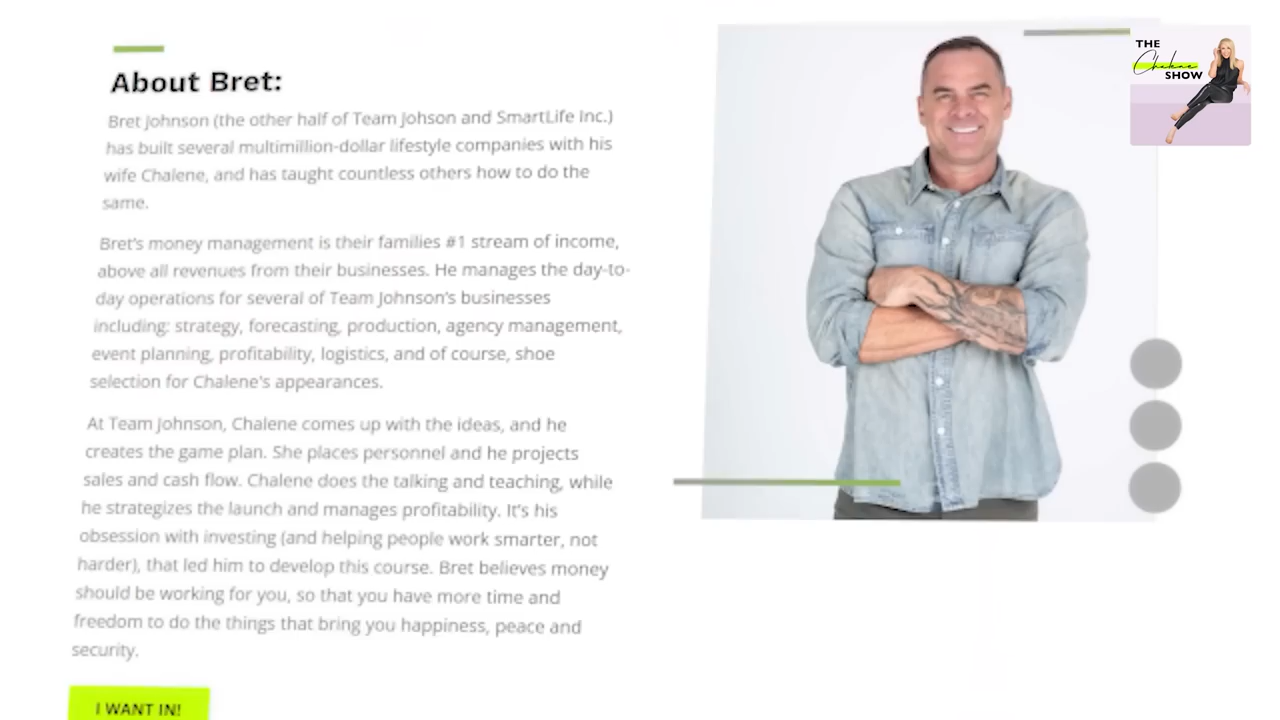 About Bret:
Bret Johnson (the other half of Team Johson and SmartLife Inc.)
has built several multimillion-dollar lifestyle companies with his
wife Chalene, and has taught countless others how to do the
same.
Bret's money management is their families #1 stream of income,
above all revenues from their businesses. He manages the day-to-
day operations for several of Team Johnson's businesses
including: strategy, forecasting, production, agency management,
event planning, profitability, logistics, and of course, shoe
selection for Chalene's appearances.
At Team Johnson, Chalene comes up with the ideas, and he
creates the game plan. She places personnel and he projects
sales and cash flow. Chalene does the talking and teaching, while
he strategizes the launch and manages profitability. It's his
obsession with investing (and helping people work smarter, not
harder), that led him to develop this course. Bret believes money
should be working for you, so that you have more time and
freedom to do the things that bring you happiness, peace and
security.
I WANT IN!
THE
Chalene
SHOW